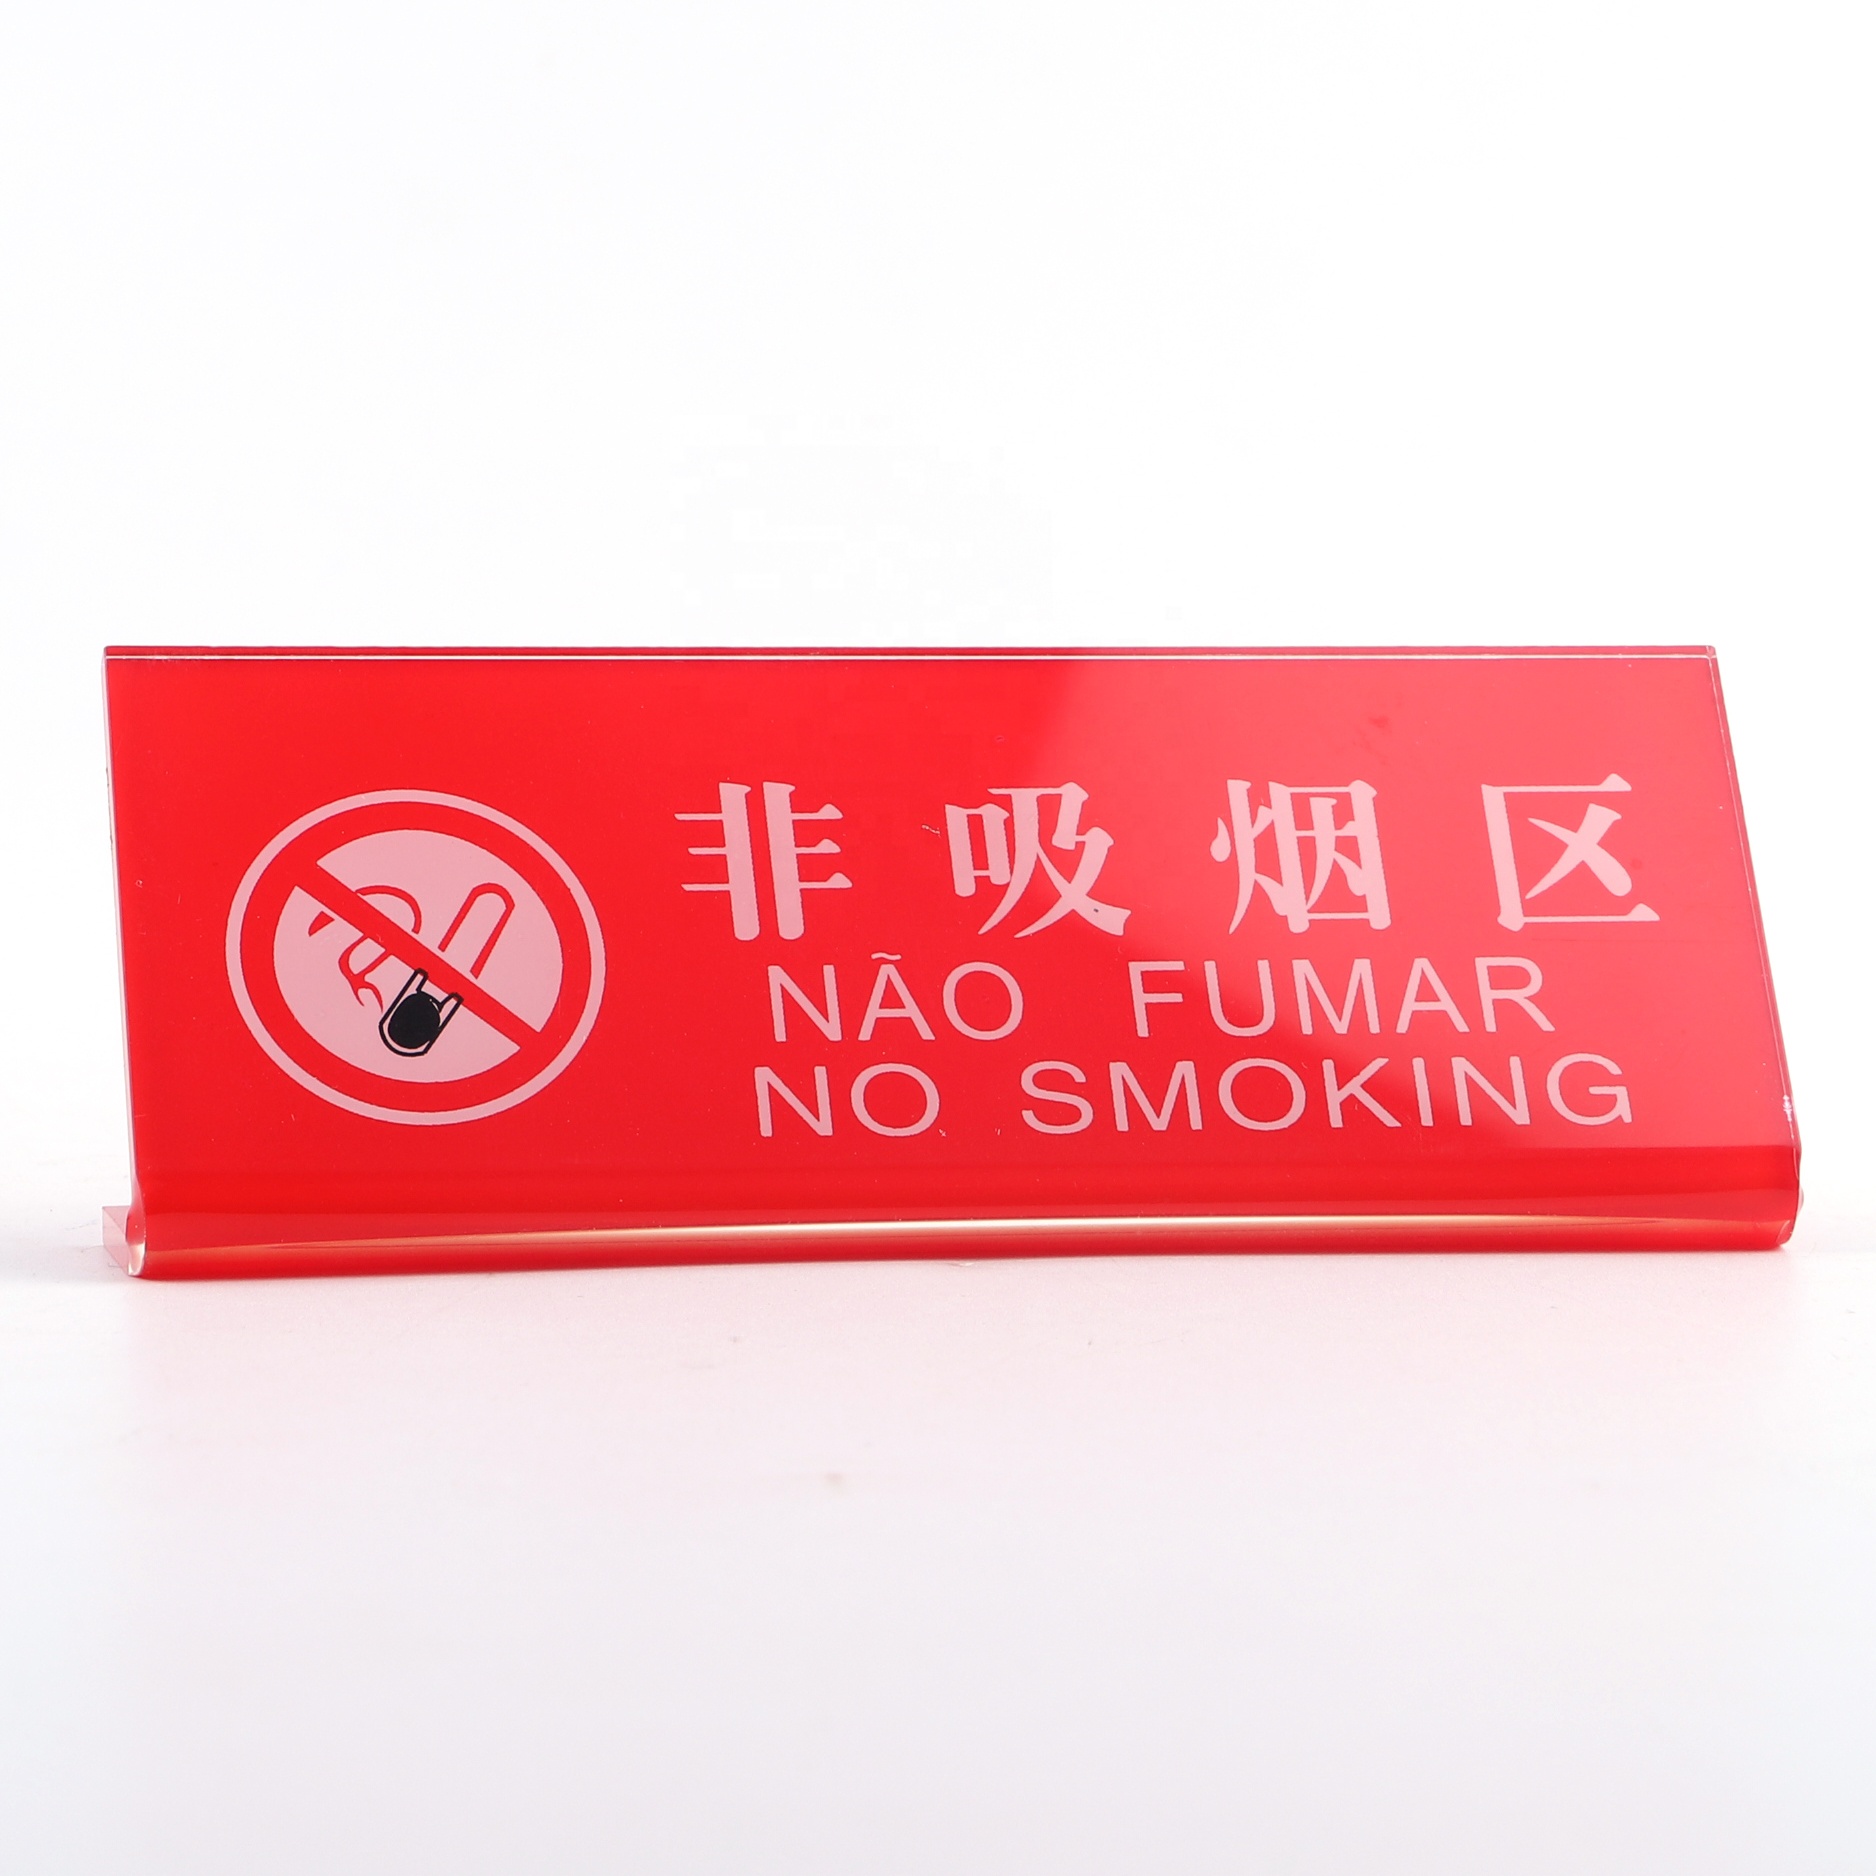 非吸烟区
NÃO FUMAR
NO SMOKING